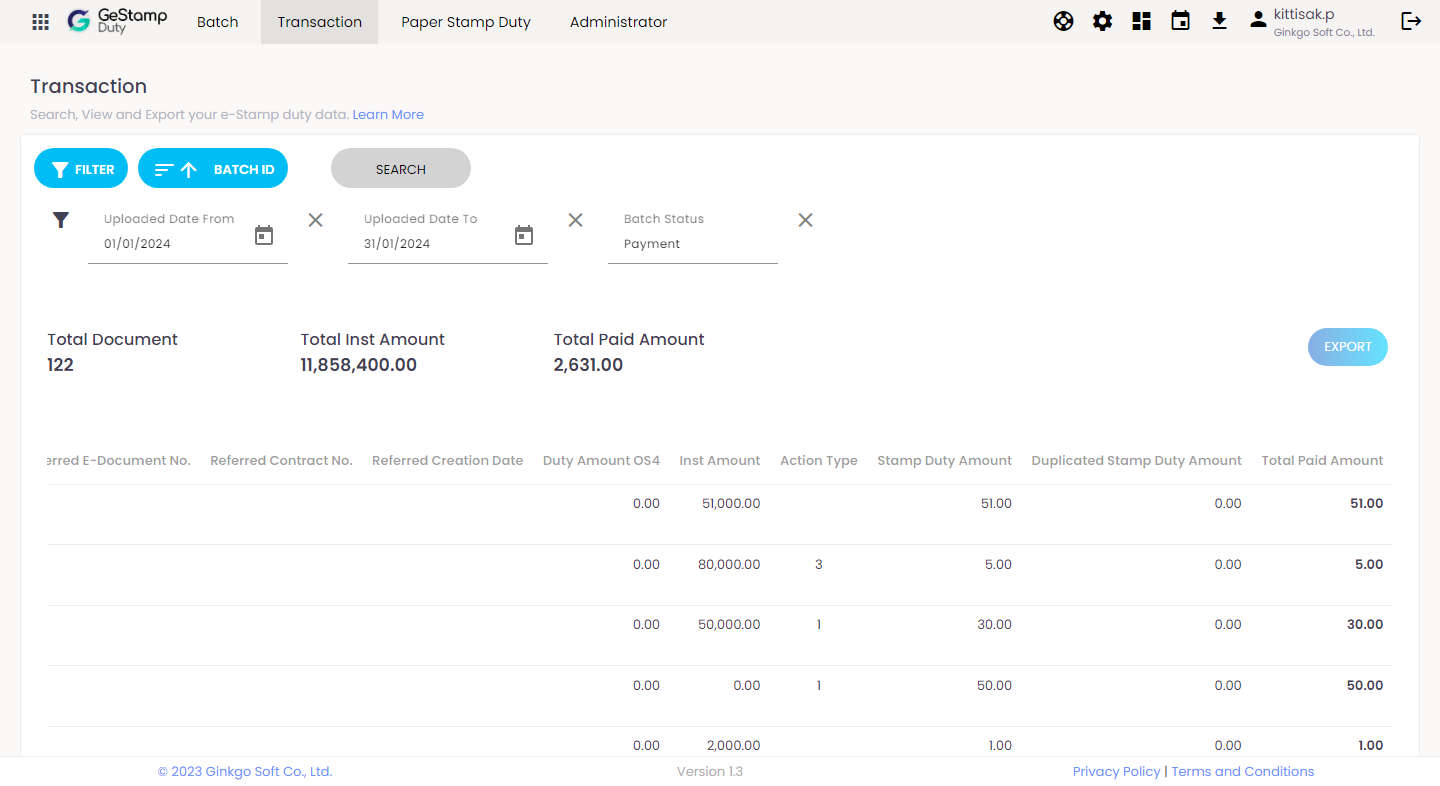 GeStamp
Duty
Batch
Transaction
Paper Stamp Duty
Administrator
kittisak.p
Ginkgo Soft Co., Ltd.
Transaction
Search, View and Export your e-Stamp duty data. Learn More
FILTER
BATCH ID
SEARCH
Uploaded Date From
01/01/2024
Uploaded Date To
31/01/2024
Batch Status
Payment
Total Document
122
Total Inst Amount
11,858,400.00
Total Paid Amount
2,631.00
EXPORT
erred E-Document No. Referred Contract No. Referred Creation Date Duty Amount OS4 Inst Amount Action Type Stamp Duty Amount Duplicated Stamp Duty Amount Total Paid Amount
0.00 51,000.00 51.00 0.00 51.00
0.00 80,000.00 3 5.00 0.00 5.00
0.00 50,000.00 1 30.00 0.00 30.00
0.00 0.00 1 50.00 0.00 50.00
0.00 2,000.00 1.00 0.00 1.00
© 2023 Ginkgo Soft Co., Ltd.
Version 1.3
Privacy Policy | Terms and Conditions